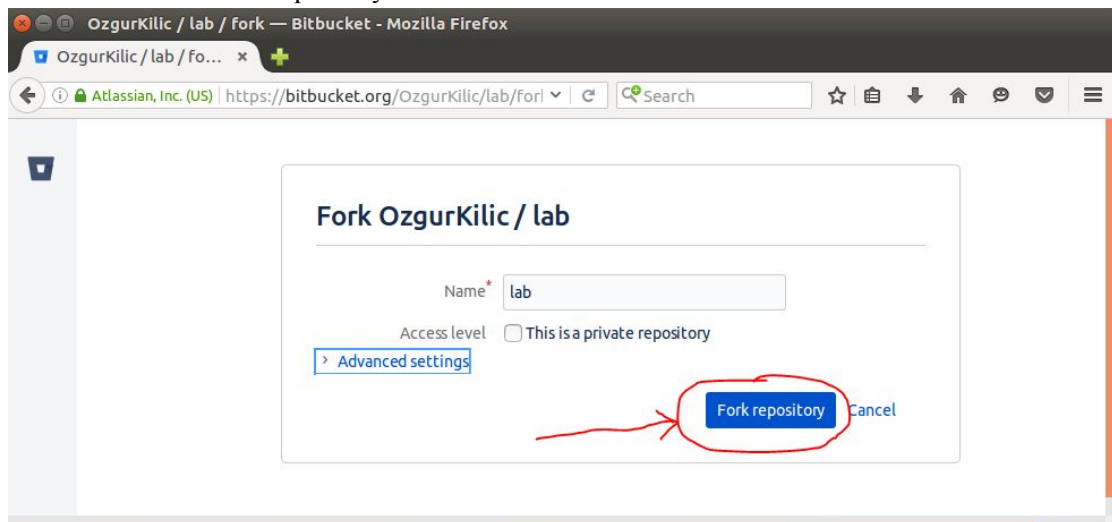 OzgurKilic / lab / fork — Bitbucket - Mozilla Firefox
OzgurKilic / lab / fo...
Atlassian, Inc. (US) https://bitbucket.org/OzgurKilic/lab/for Search
Fork OzgurKilic / lab
Name* lab
Access level This is a private repository
Advanced settings
Fork repository Cancel